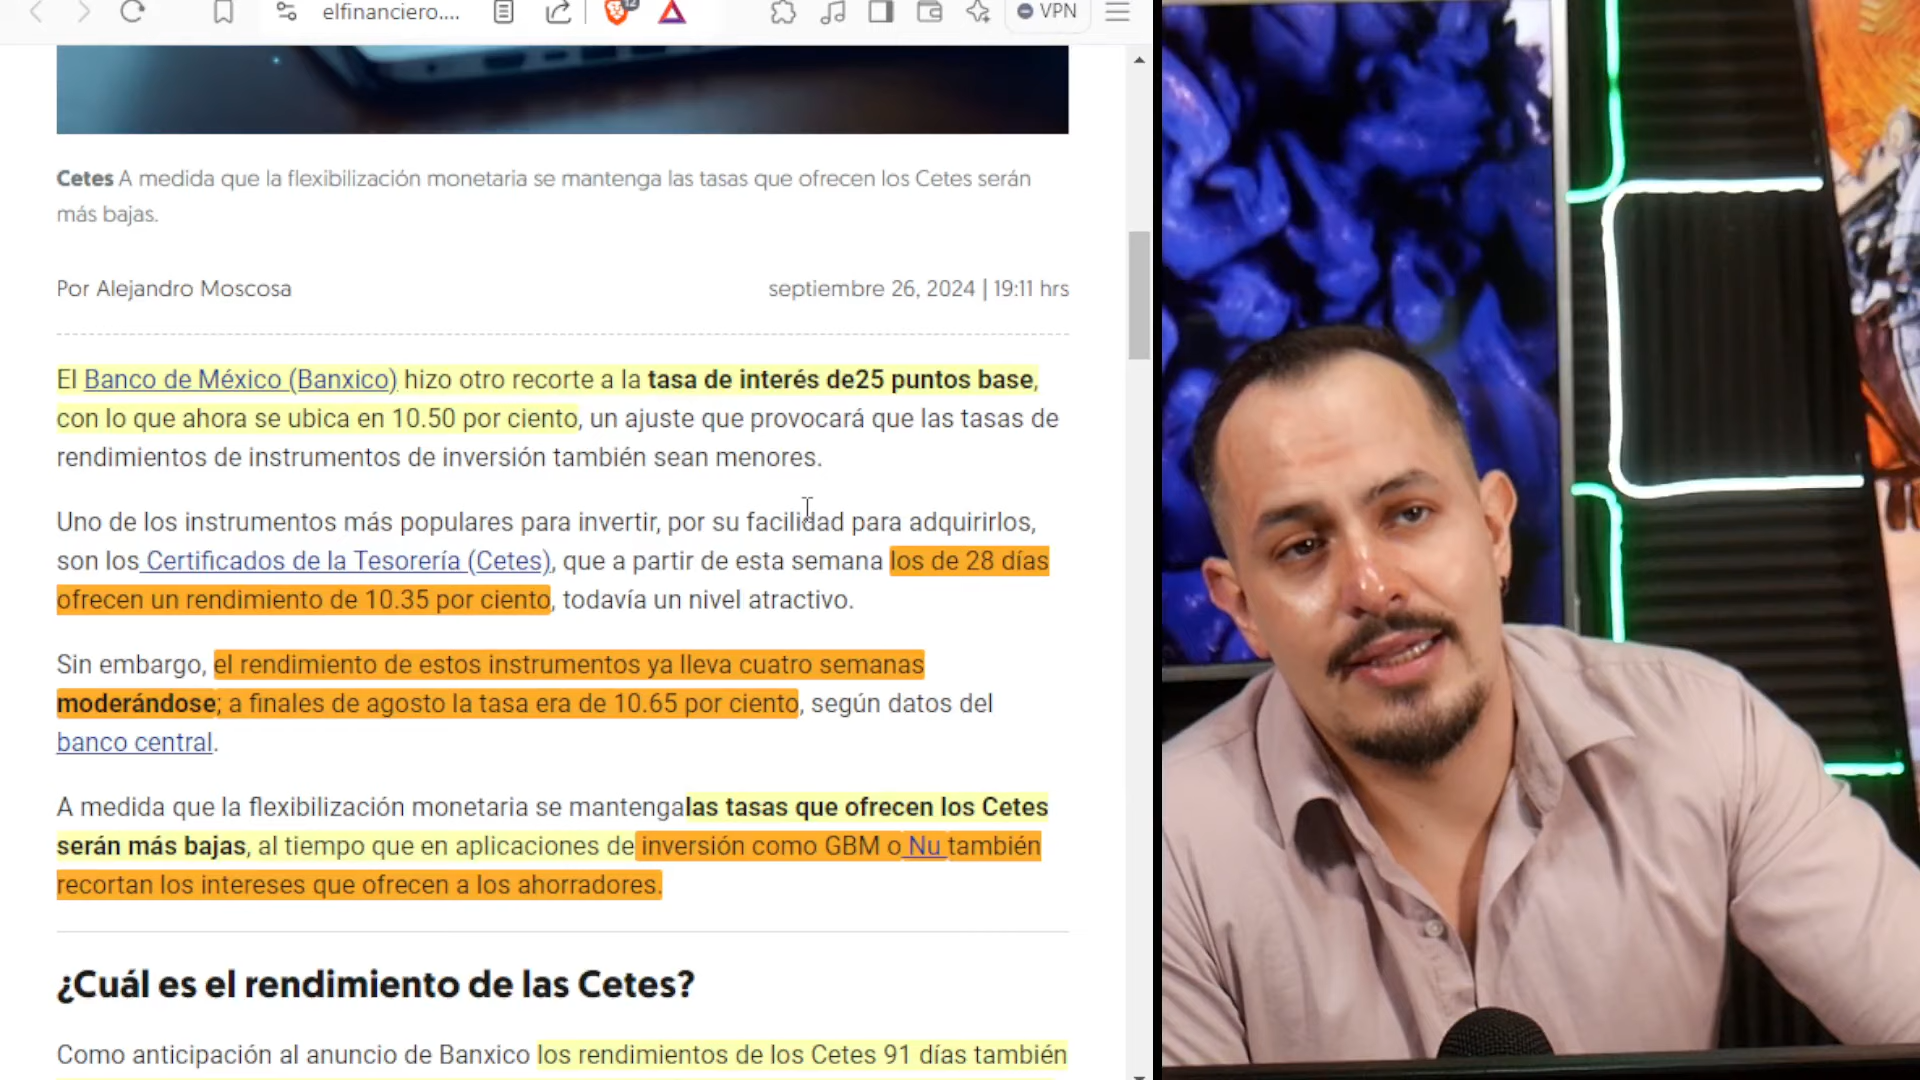 elfinanciero....
12
VPN
Cetes A medida que la flexibilización monetaria se mantenga las tasas que ofrecen los Cetes serán
más bajas.
Por Alejandro Moscosa
septiembre 26, 2024 | 19:11 hrs
El Banco de México (Banxico) hizo otro recorte a la tasa de interés de25 puntos base,
con lo que ahora se ubica en 10.50 por ciento, un ajuste que provocará que las tasas de
rendimientos de instrumentos de inversión también sean menores.
Uno de los instrumentos más populares para invertir, por su facilidad para adquirirlos,
son los Certificados de la Tesorería (Cetes), que a partir de esta semana los de 28 días
ofrecen un rendimiento de 10.35 por ciento, todavía un nivel atractivo.
Sin embargo, el rendimiento de estos instrumentos ya lleva cuatro semanas
moderándose; a finales de agosto la tasa era de 10.65 por ciento, según datos del
banco central.
A medida que la flexibilización monetaria se mantengalas tasas que ofrecen los Cetes
serán más bajas, al tiempo que en aplicaciones de inversión como GBM o Nu también
recortan los intereses que ofrecen a los ahorradores.
¿Cuál es el rendimiento de las Cetes?
Como anticipación al anuncio de Banxico los rendimientos de los Cetes 91 días también